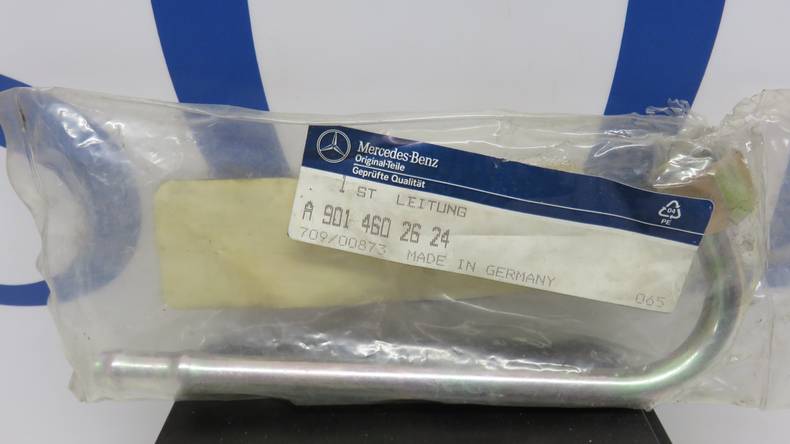 Mercedes-Benz
Original-Teile
Geprüfte Qualität
1 ST LEITUNG
A 901 460 26 24
709/00873 MADE IN GERMANY
065
04
PE